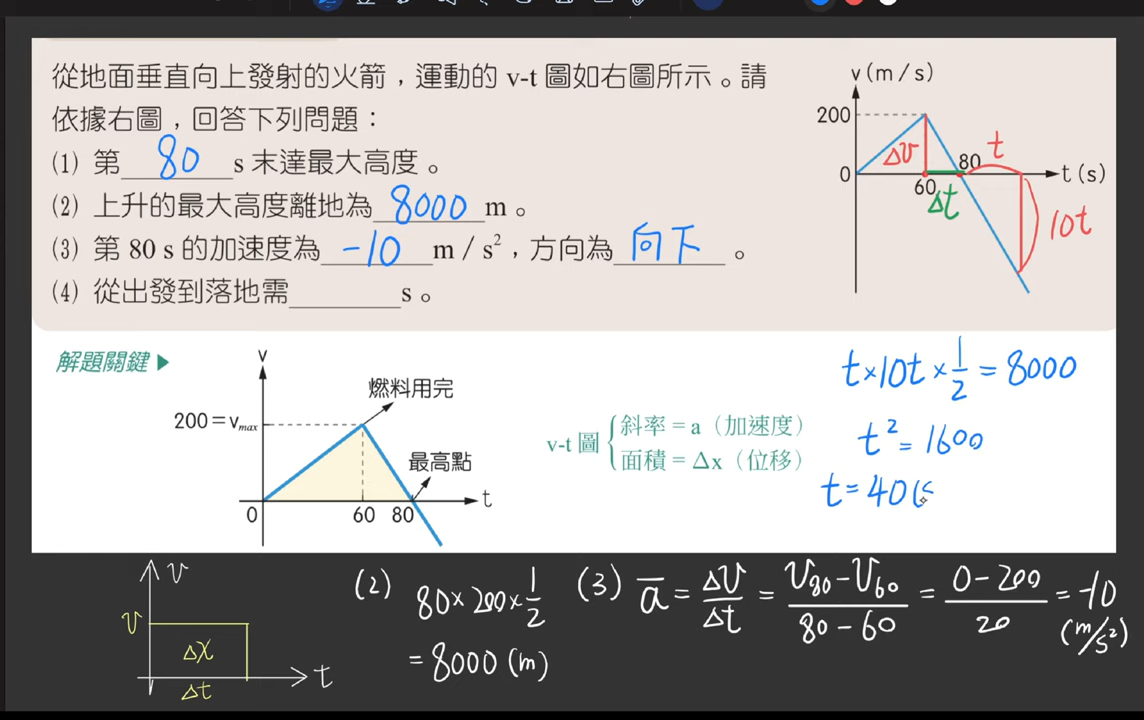 從地面垂直向上發射的火箭，運動的 v-t 圖如右圖所示。請
依據右圖，回答下列問題：
(1) 第 80 s 末達最大高度。
(2) 上升的最大高度離地為 8000 m。
(3) 第 80 s 的加速度為 -10 m/s²，方向為 向下 。
(4) 從出發到落地需______s。
v(m/s)
200
Δv
80
t
0
t(s)
60
Δt
10t
解題關鍵▶
v
燃料用完
200=vmax
最高點
t
0
60
80
v-t 圖
斜率=a（加速度）
面積=Δx（位移）
t×10t×1/2=8000
t²=1600
t=40(s
v
v
Δx
t
Δt
(2) 80×200×1/2
=8000(m)
(3) a̅=Δv/Δt=(V80-V60)/(80-60)=(0-200)/20=-10
(m/s²)